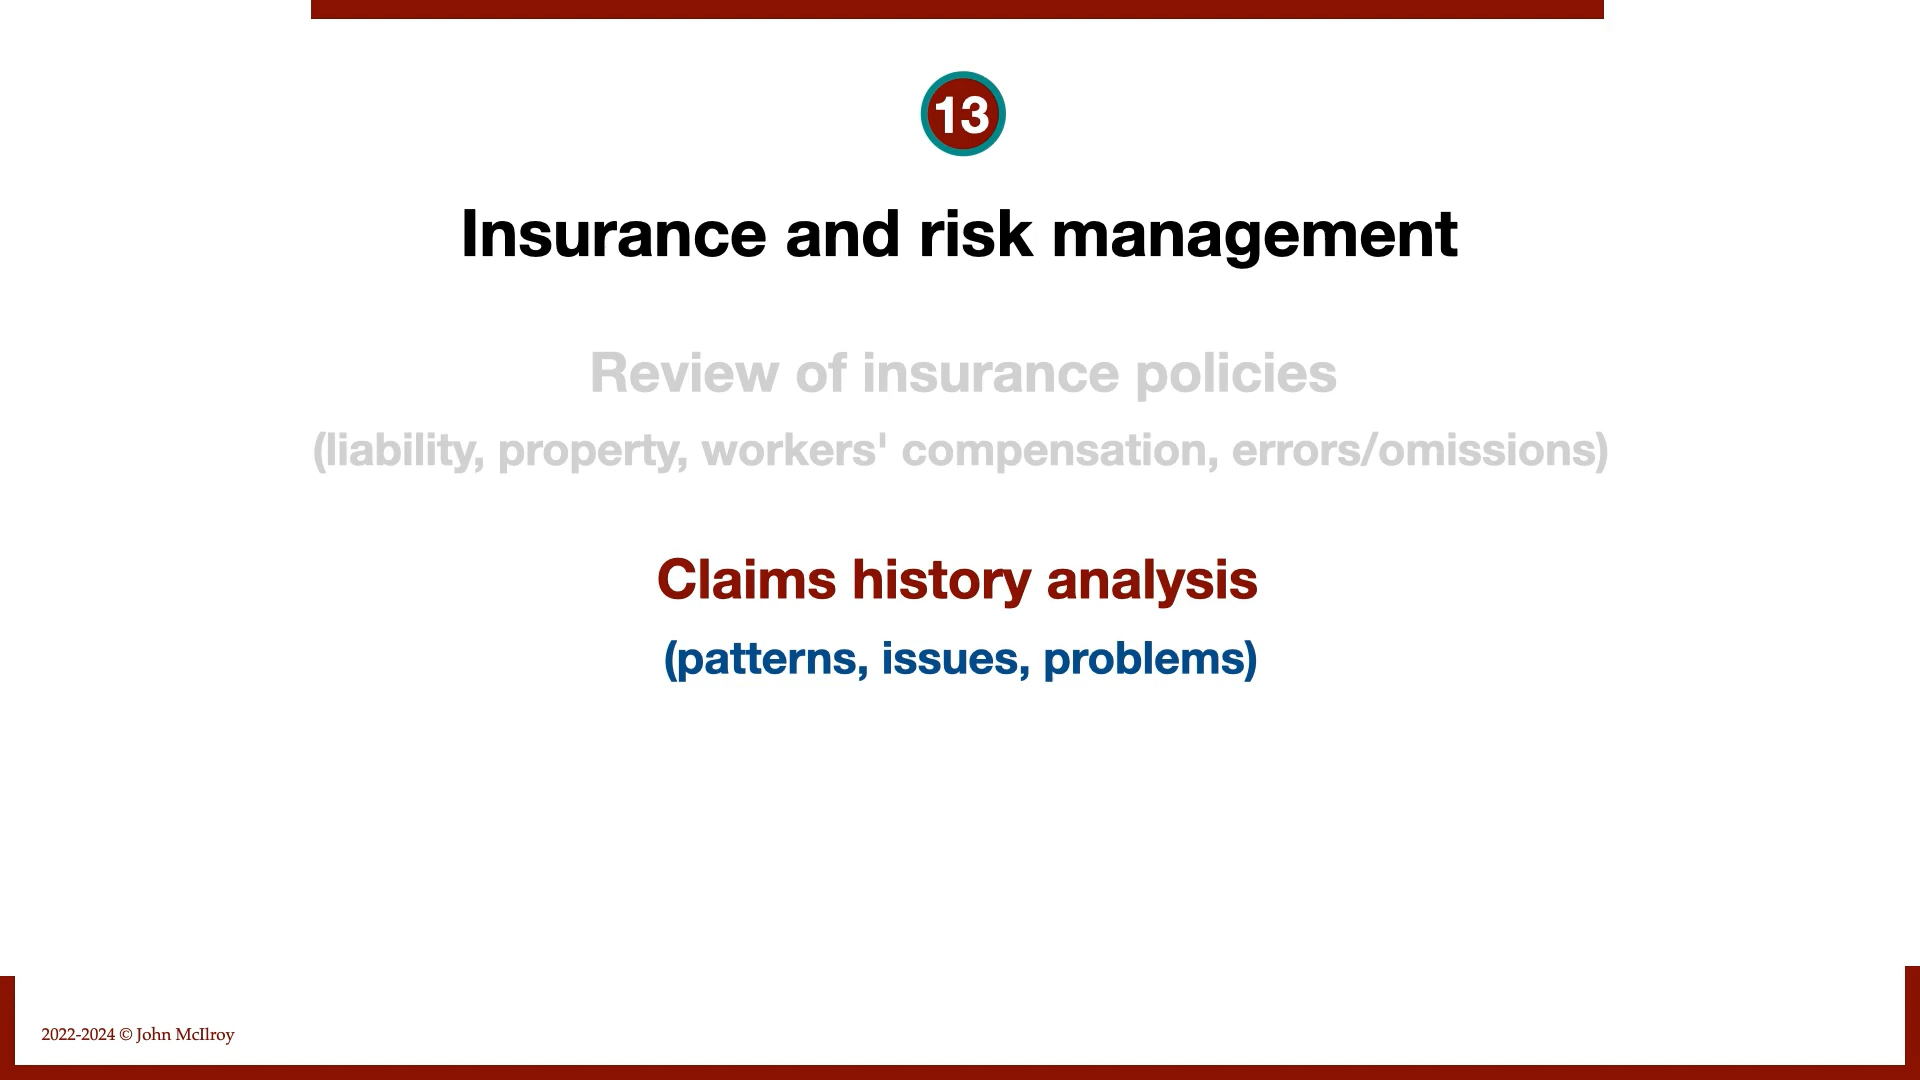 13
Insurance and risk management
Review of insurance policies
(liability, property, workers' compensation, errors/omissions)
Claims history analysis
(patterns, issues, problems)
2022-2024 © John McIlroy